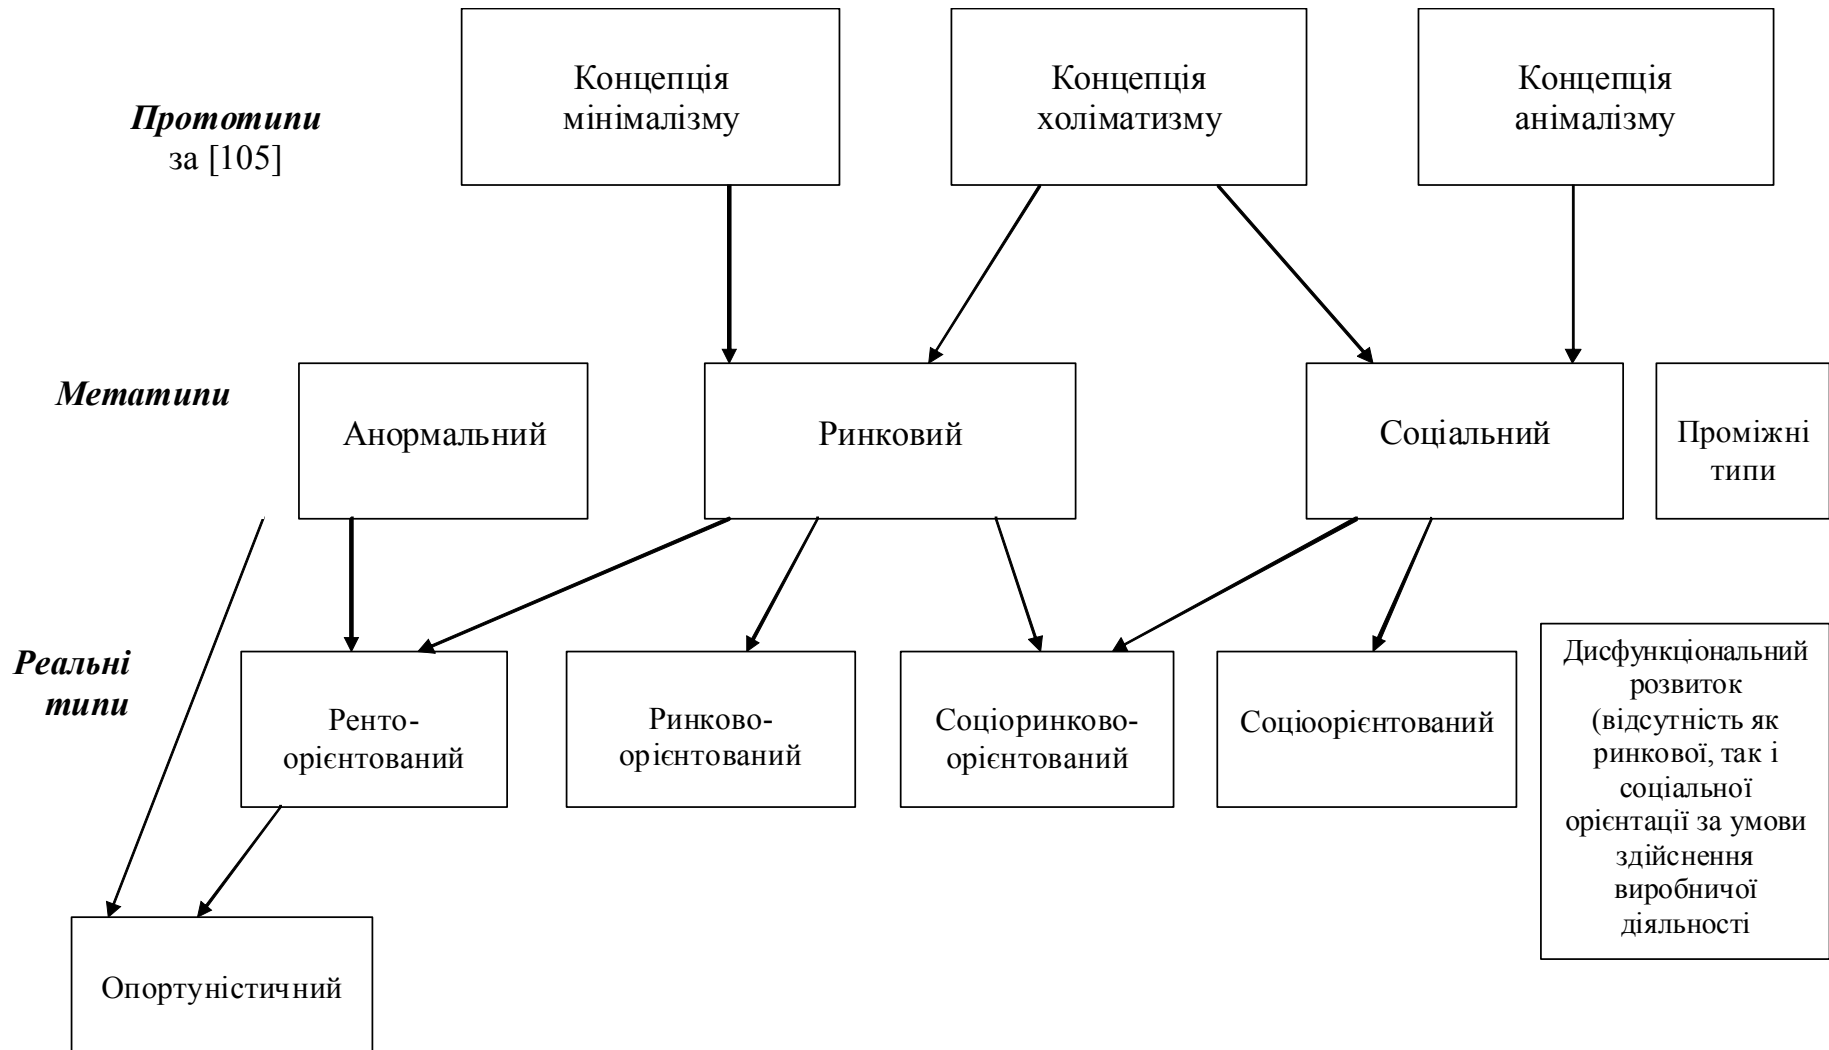 Прототипи
за [105]
Концепція
мінімалізму
Концепція
холіматизму
Концепція
анімалізму
Метатипи
Анормальний
Ринковий
Соціальний
Проміжні
типи
Реальні
типи
Ренто-
орієнтований
Ринково-
орієнтований
Соціоринково-
орієнтований
Соціоорієнтований
Дисфункціональний
розвиток
(відсутність як
ринкової, так і
соціальної
орієнтації за умови
здійснення
виробничої
діяльності
Опортуністичний